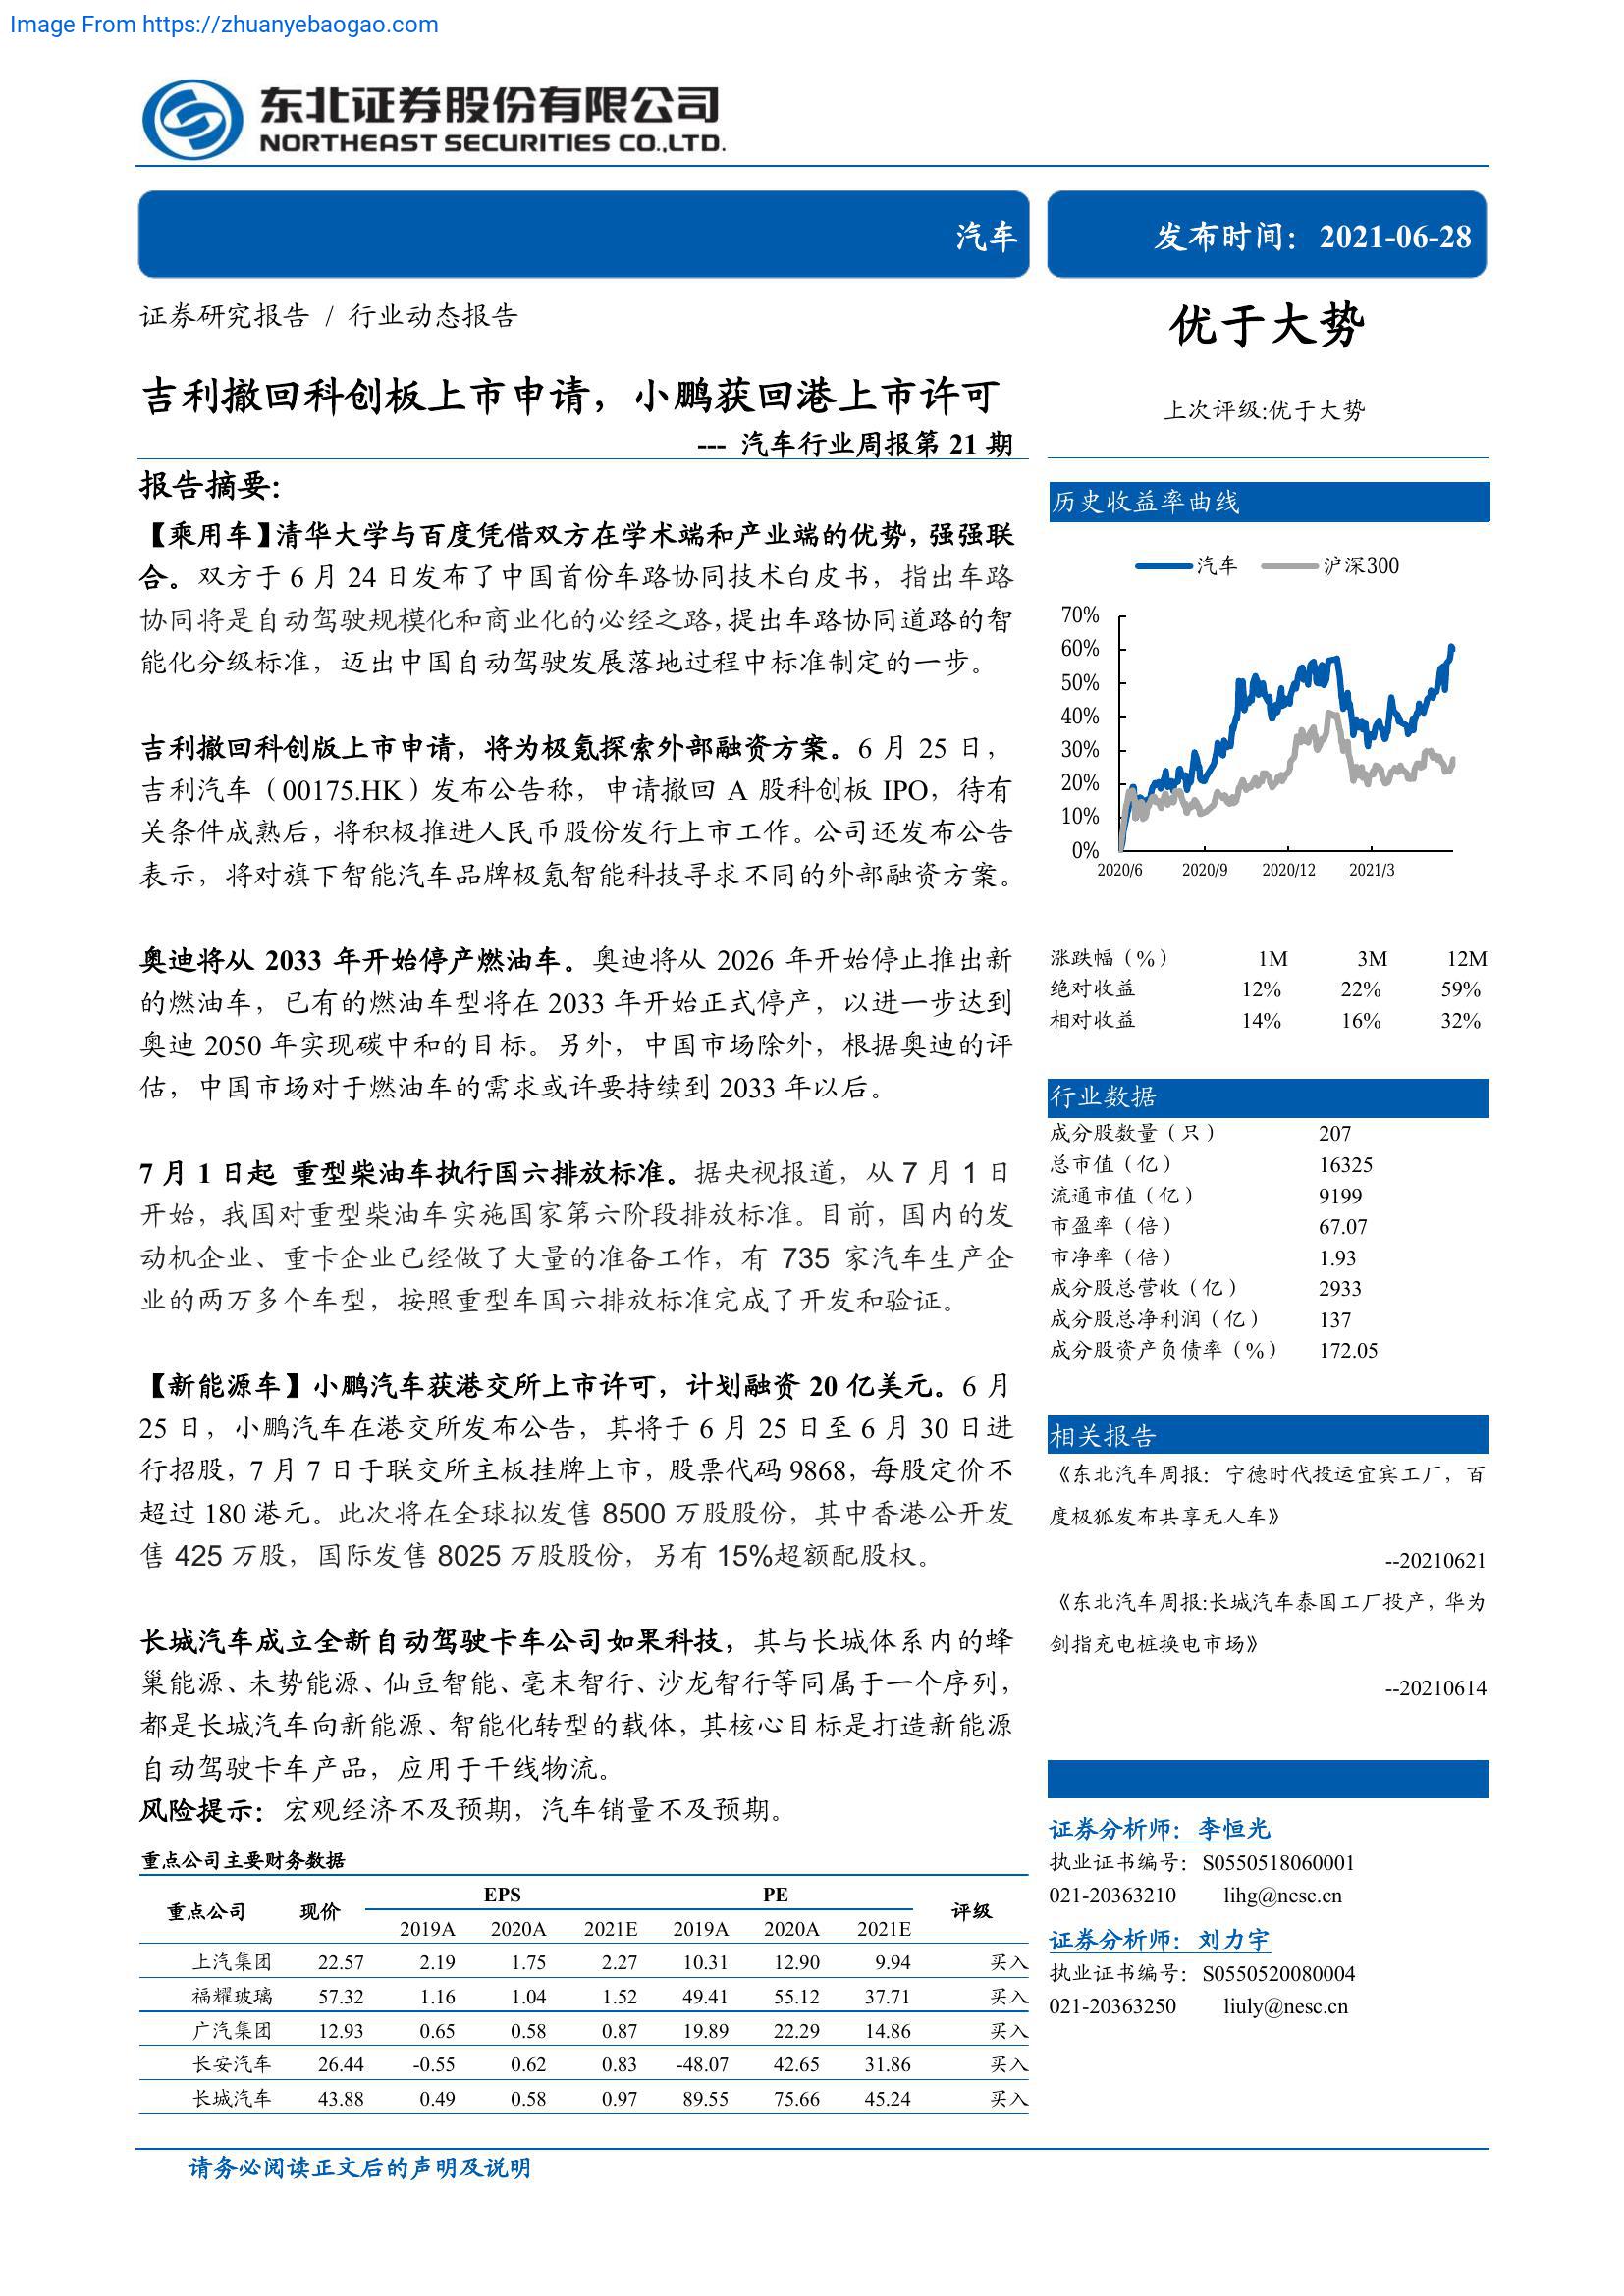 Image From https://zhuanyebaogao.com
东北证券股份有限公司
NORTHEAST SECURITIES CO.,LTD.
汽车
发布时间：2021-06-28
证券研究报告 / 行业动态报告
吉利撤回科创板上市申请，小鹏获回港上市许可
--- 汽车行业周报第 21 期
报告摘要：
【乘用车】清华大学与百度凭借双方在学术端和产业端的优势，强强联
合。双方于 6 月 24 日发布了中国首份车路协同技术白皮书，指出车路
协同将是自动驾驶规模化和商业化的必经之路，提出车路协同道路的智
能化分级标准，迈出中国自动驾驶发展落地过程中标准制定的一步。
吉利撤回科创版上市申请，将为极氪探索外部融资方案。6 月 25 日，
吉利汽车（00175.HK）发布公告称，申请撤回 A 股科创板 IPO，待有
关条件成熟后，将积极推进人民币股份发行上市工作。公司还发布公告
表示，将对旗下智能汽车品牌极氪智能科技寻求不同的外部融资方案。
奥迪将从 2033 年开始停产燃油车。奥迪将从 2026 年开始停止推出新
的燃油车，已有的燃油车型将在 2033 年开始正式停产，以进一步达到
奥迪 2050 年实现碳中和的目标。另外，中国市场除外，根据奥迪的评
估，中国市场对于燃油车的需求或许要持续到 2033 年以后。
7 月 1 日起 重型柴油车执行国六排放标准。据央视报道，从 7 月 1 日
开始，我国对重型柴油车实施国家第六阶段排放标准。目前，国内的发
动机企业、重卡企业已经做了大量的准备工作，有 735 家汽车生产企
业的两万多个车型，按照重型车国六排放标准完成了开发和验证。
【新能源车】小鹏汽车获港交所上市许可，计划融资 20 亿美元。6 月
25 日，小鹏汽车在港交所发布公告，其将于 6 月 25 日至 6 月 30 日进
行招股，7 月 7 日于联交所主板挂牌上市，股票代码 9868，每股定价不
超过 180 港元。此次将在全球拟发售 8500 万股股份，其中香港公开发
售 425 万股，国际发售 8025 万股股份，另有 15%超额配股权。
长城汽车成立全新自动驾驶卡车公司如果科技，其与长城体系内的蜂
巢能源、未势能源、仙豆智能、毫末智行、沙龙智行等同属于一个序列，
都是长城汽车向新能源、智能化转型的载体，其核心目标是打造新能源
自动驾驶卡车产品，应用于干线物流。
风险提示：宏观经济不及预期，汽车销量不及预期。
重点公司主要财务数据
重点公司 现价 EPS PE 评级
2019A 2020A 2021E 2019A 2020A 2021E
上汽集团 22.57 2.19 1.75 2.27 10.31 12.90 9.94 买入
福耀玻璃 57.32 1.16 1.04 1.52 49.41 55.12 37.71 买入
广汽集团 12.93 0.65 0.58 0.87 19.89 22.29 14.86 买入
长安汽车 26.44 -0.55 0.62 0.83 -48.07 42.65 31.86 买入
长城汽车 43.88 0.49 0.58 0.97 89.55 75.66 45.24 买入
优于大势
上次评级:优于大势
历史收益率曲线
汽车 沪深300
70%
60%
50%
40%
30%
20%
10%
0%
2020/6 2020/9 2020/12 2021/3
涨跌幅（%） 1M 3M 12M
绝对收益 12% 22% 59%
相对收益 14% 16% 32%
行业数据
成分股数量（只） 207
总市值（亿） 16325
流通市值（亿） 9199
市盈率（倍） 67.07
市净率（倍） 1.93
成分股总营收（亿） 2933
成分股总净利润（亿） 137
成分股资产负债率（%） 172.05
相关报告
《东北汽车周报：宁德时代投运宜宾工厂，百
度极狐发布共享无人车》
--20210621
《东北汽车周报:长城汽车泰国工厂投产，华为
剑指充电桩换电市场》
--20210614
证券分析师：李恒光
执业证书编号：S0550518060001
021-20363210 lihg@nesc.cn
证券分析师：刘力宇
执业证书编号：S0550520080004
021-20363250 liuly@nesc.cn
请务必阅读正文后的声明及说明